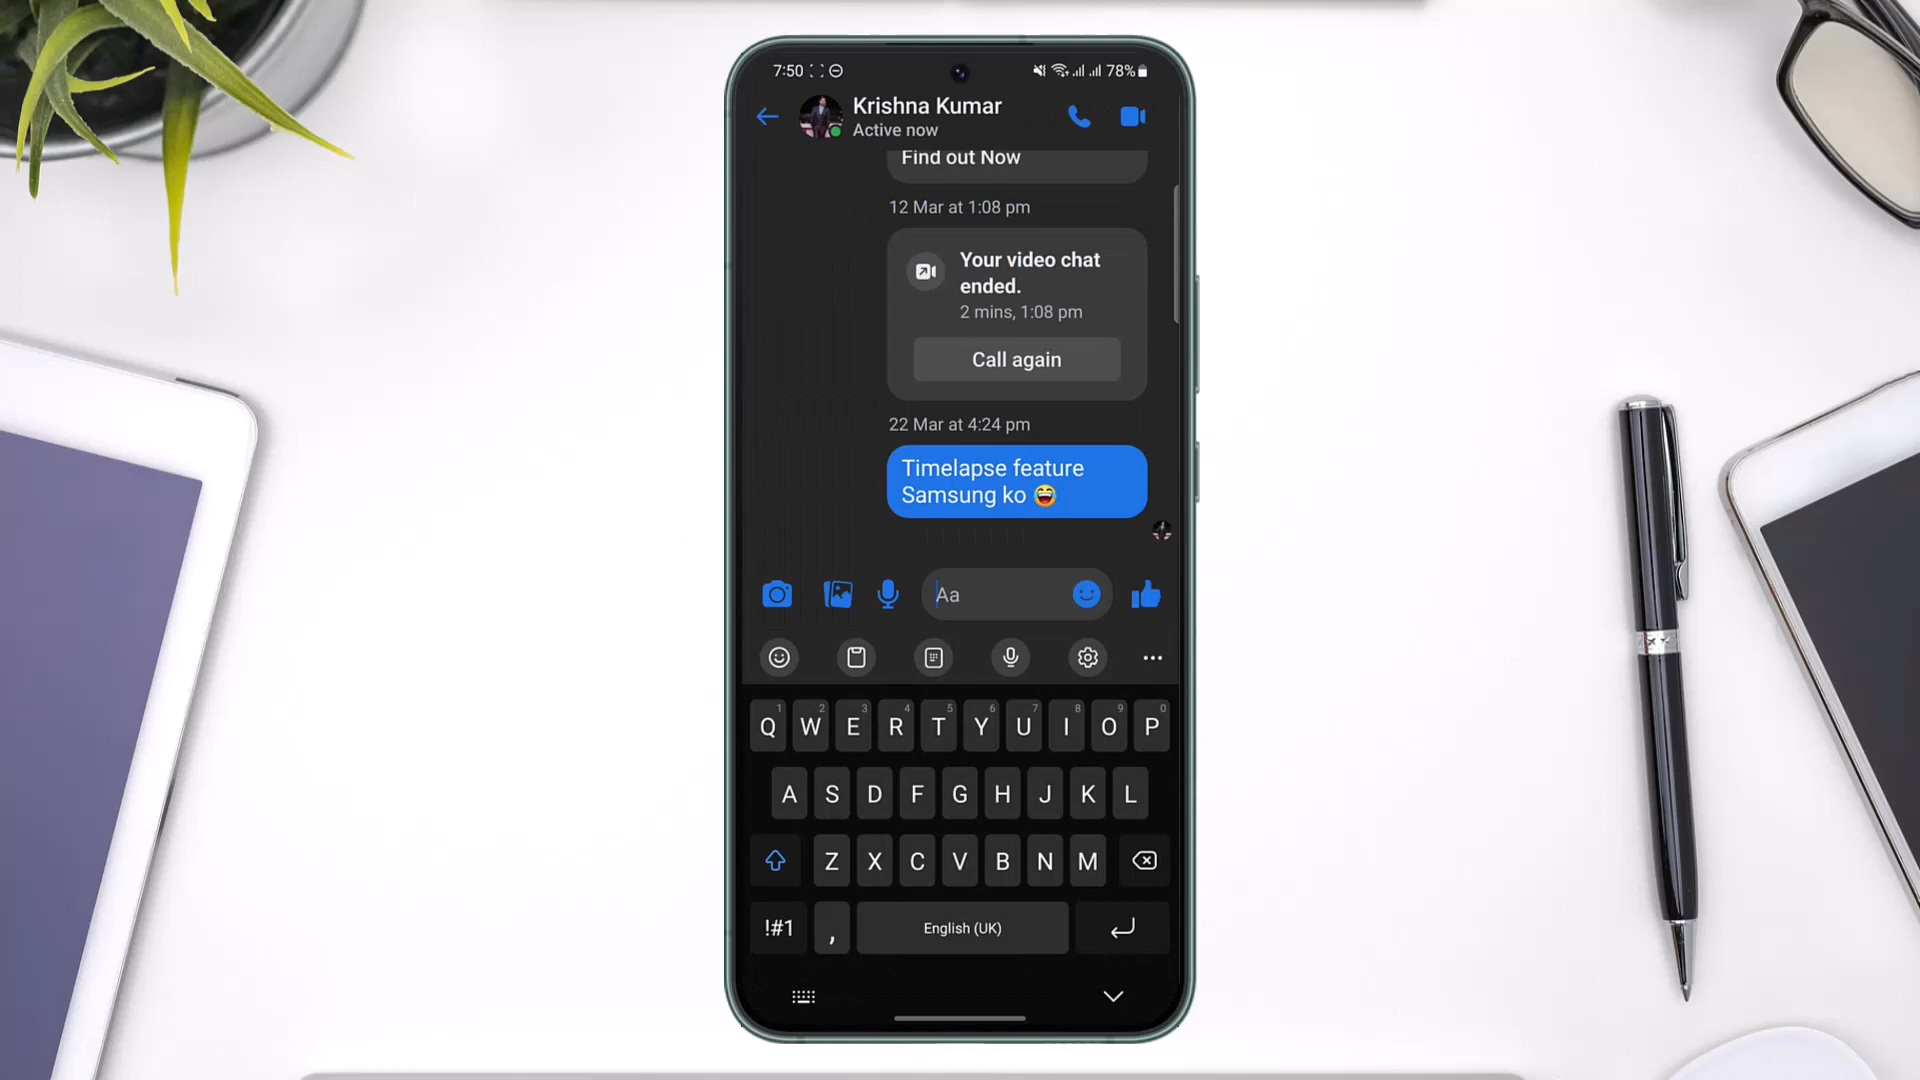 7:50
78%
Krishna Kumar
Active now
Find out Now
12 Mar at 1:08 pm
Your video chat
ended.
2 mins, 1:08 pm
Call again
22 Mar at 4:24 pm
Timelapse feature
Samsung ko 😂
Aa
1 2 3 4 5 6 7 8 9 0
Q W E R T Y U I O P
A S D F G H J K L
Z X C V B N M
!#1 , English (UK)